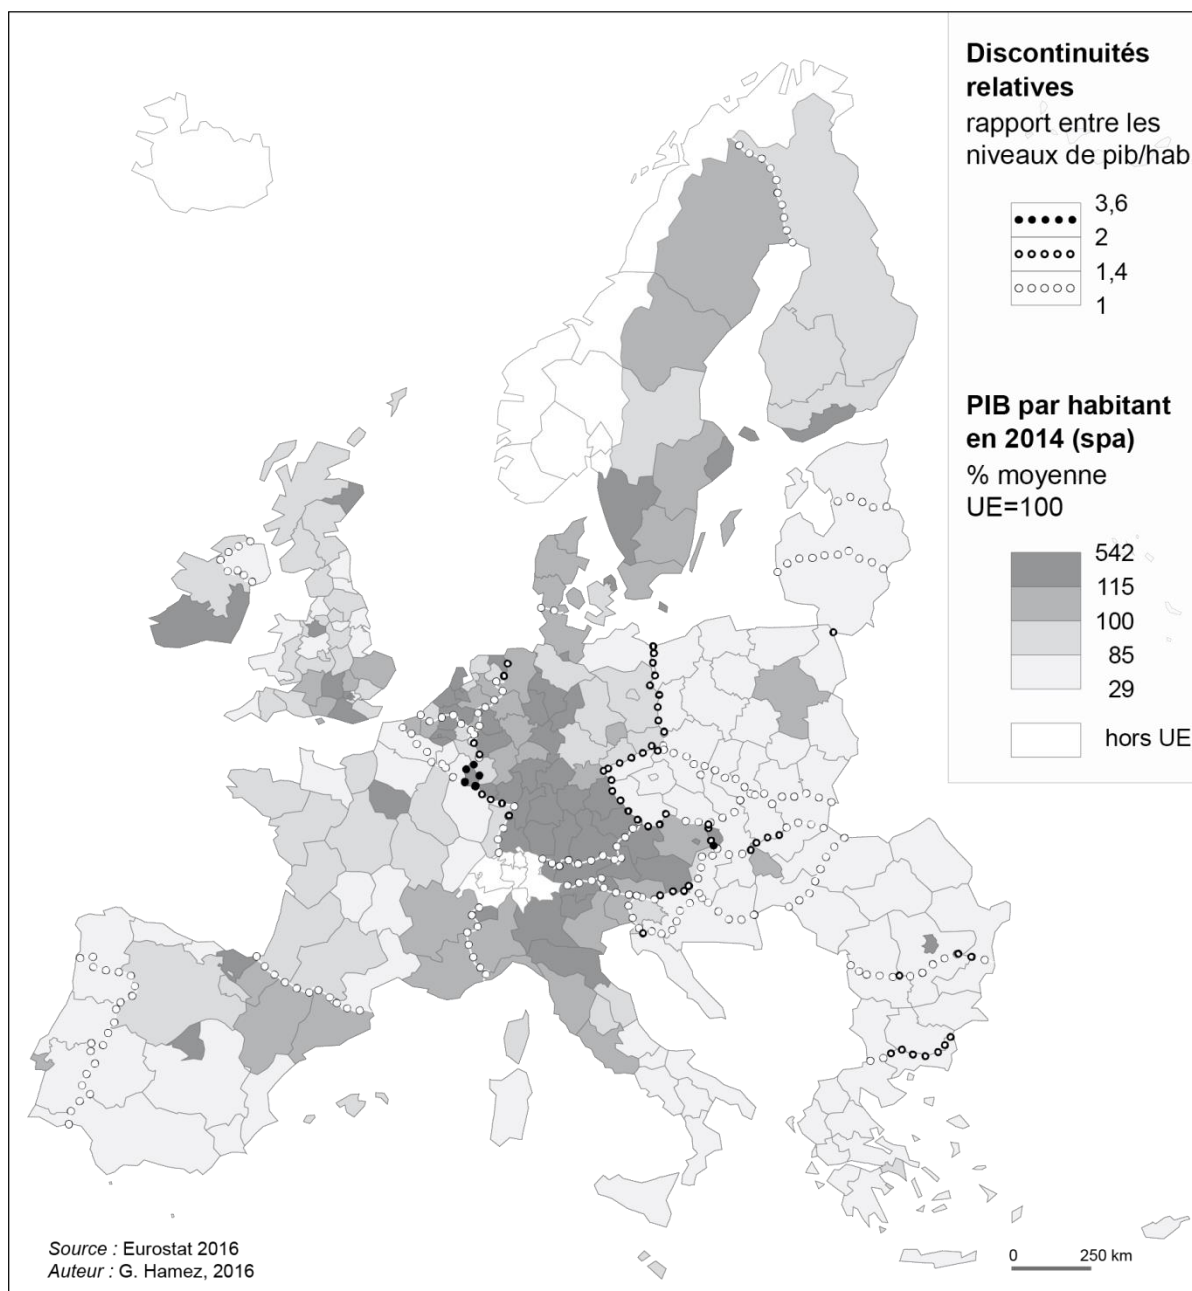 Discontinuités
relatives
rapport entre les
niveaux de pib/hab
3,6
2
1,4
1
PIB par habitant
en 2014 (spa)
% moyenne
UE=100
542
115
100
85
29
hors UE
Source : Eurostat 2016
Auteur : G. Hamez, 2016
0 250 km